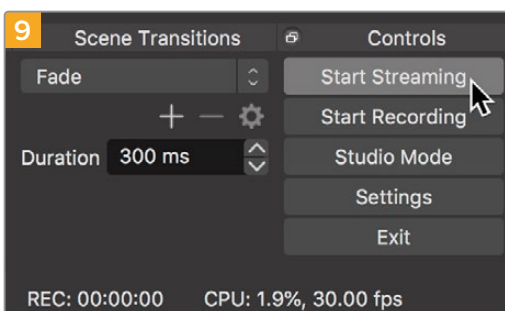 9
Scene Transitions
Controls
Fade
Start Streaming
Start Recording
Duration 300 ms
Studio Mode
Settings
Exit
REC: 00:00:00 CPU: 1.9%, 30.00 fps